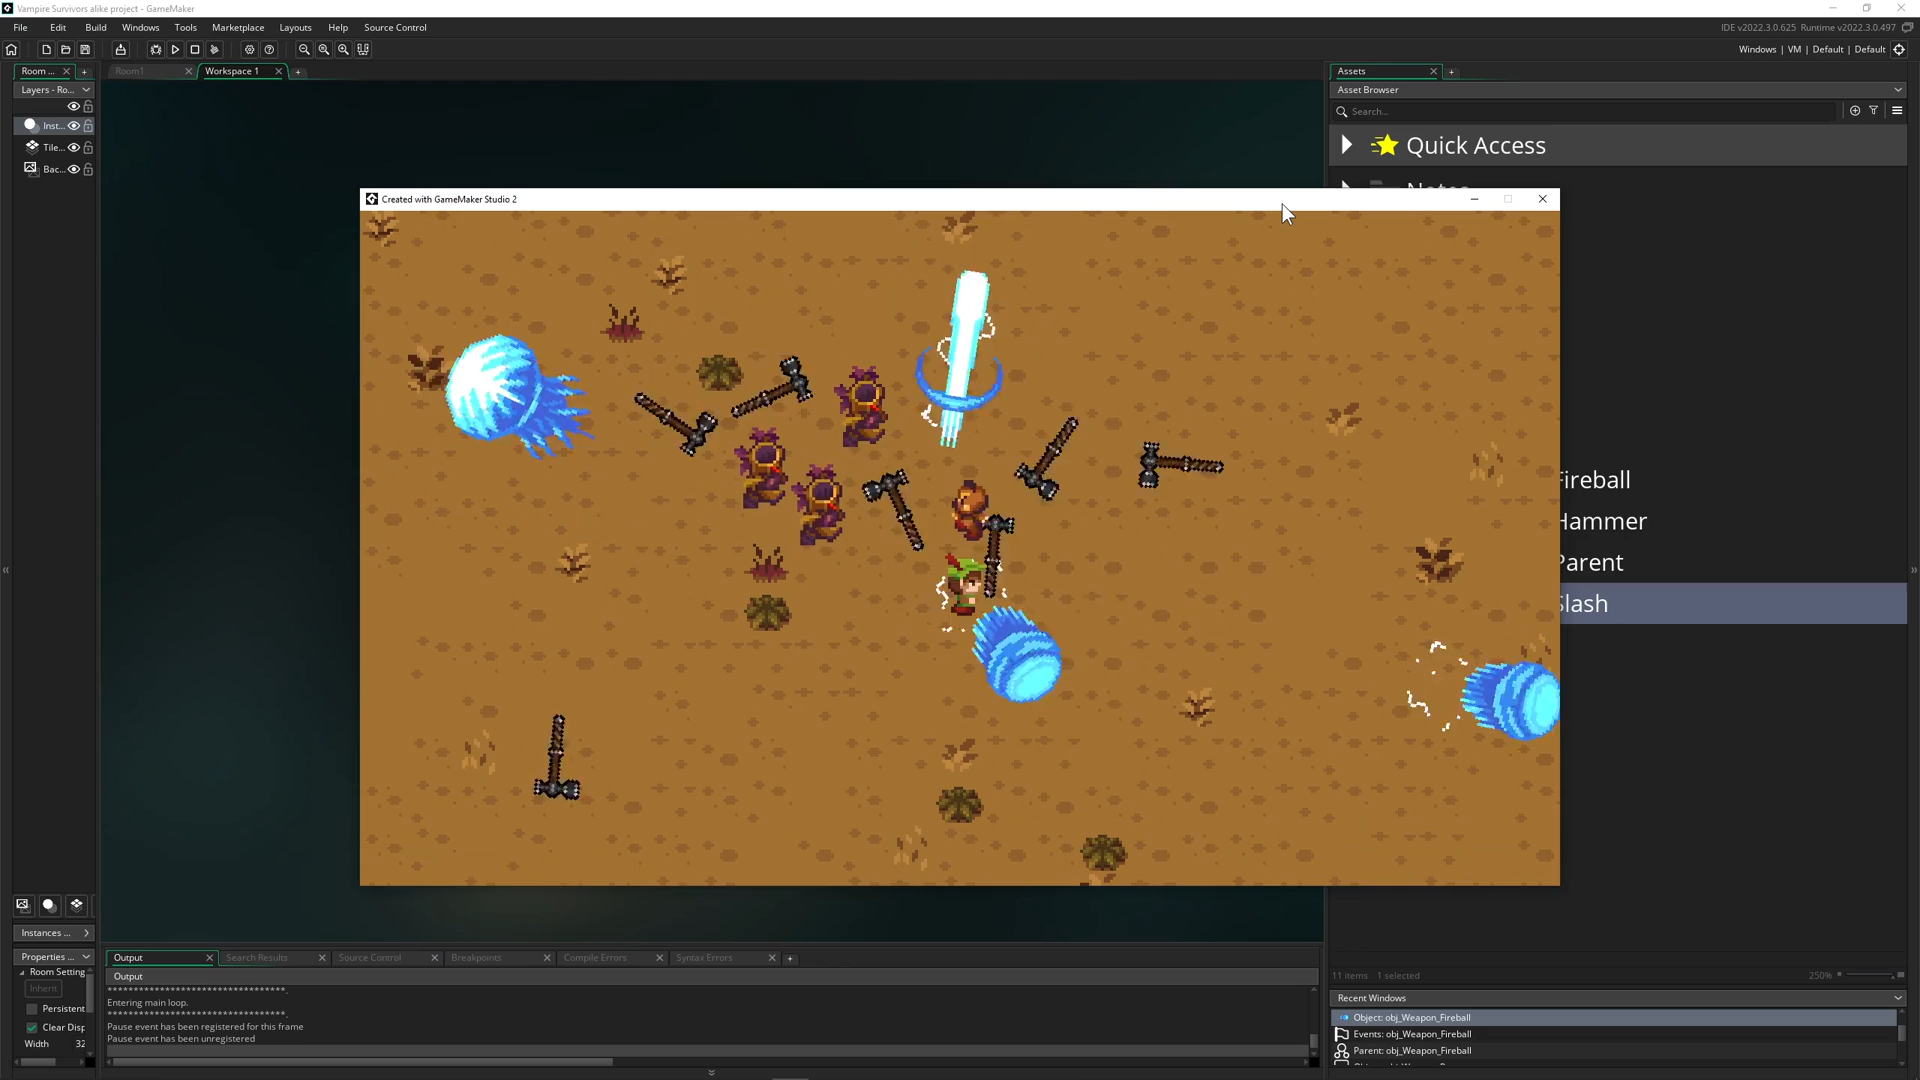 Vampire Survivors alike project - GameMaker
File Edit Build Windows Tools Marketplace Layouts Help Source Control
IDE v2022.3.0.625 Runtime v2022.3.0.497
Windows | VM | Default | Default
Room ...
Room1
Workspace 1
Assets
Layers - Ro...
Asset Browser
Inst...
Search...
Tile...
Quick Access
Bac...
Created with GameMaker Studio 2
Fireball
Hammer
Parent
Slash
Instances ...
Properties ...
Room Setting
Inherit
Persistent
Clear Disp
Width 32
Output Search Results Source Control Breakpoints Compile Errors Syntax Errors
Output
***********************************.
Entering main loop.
***********************************.
Pause event has been registered for this frame
Pause event has been unregistered
11 items 1 selected
250%
Recent Windows
Object: obj_Weapon_Fireball
Events: obj_Weapon_Fireball
Parent: obj_Weapon_Fireball